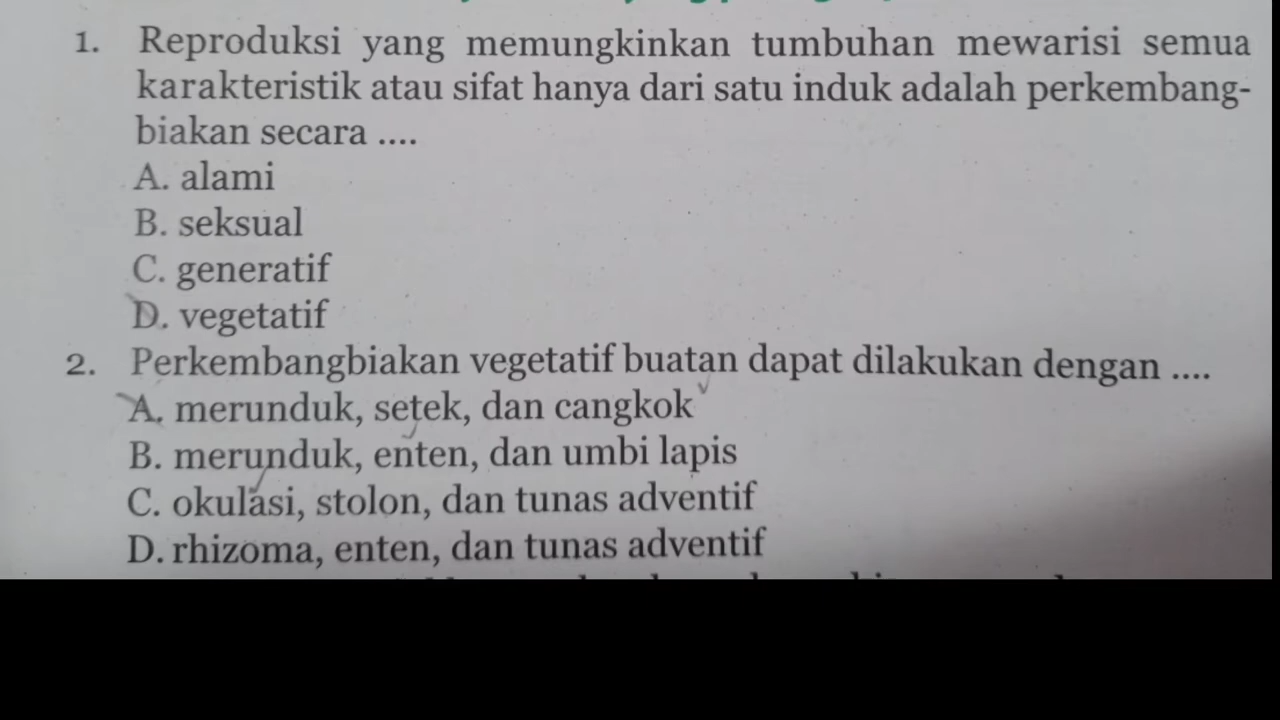 1. Reproduksi yang memungkinkan tumbuhan mewarisi semua
karakteristik atau sifat hanya dari satu induk adalah perkembang-
biakan secara ....
A. alami
B. seksual
C. generatif
D. vegetatif
2. Perkembangbiakan vegetatif buatan dapat dilakukan dengan ....
A. merunduk, setek, dan cangkok
B. merunduk, enten, dan umbi lapis
C. okulasi, stolon, dan tunas adventif
D. rhizoma, enten, dan tunas adventif